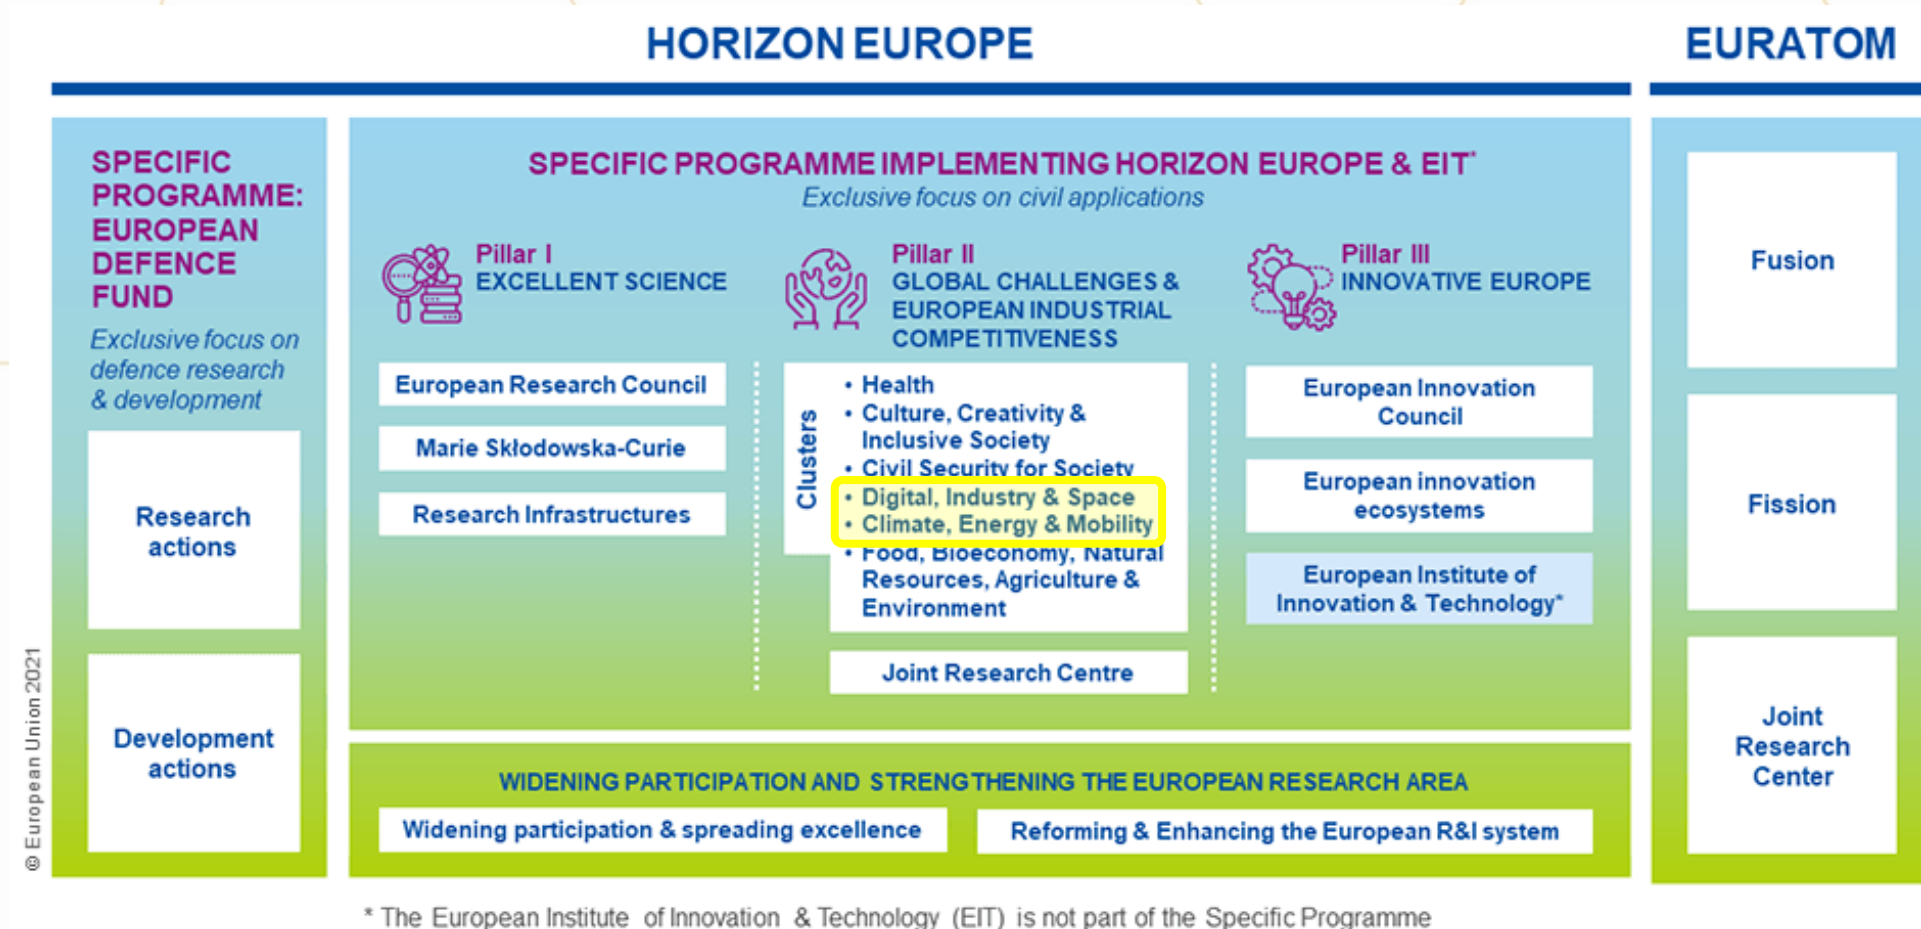 HORIZON EUROPE
EURATOM
SPECIFIC
PROGRAMME:
EUROPEAN
DEFENCE
FUND
Exclusive focus on
defence research
& development
Research
actions
Development
actions
SPECIFIC PROGRAMME IMPLEMENTING HORIZON EUROPE & EIT*
Exclusive focus on civil applications
Pillar I
EXCELLENT SCIENCE
European Research Council
Marie Skłodowska-Curie
Research Infrastructures
Pillar II
GLOBAL CHALLENGES &
EUROPEAN INDUSTRIAL
COMPETITIVENESS
Clusters
• Health
• Culture, Creativity &
Inclusive Society
• Civil Security for Society
• Digital, Industry & Space
• Climate, Energy & Mobility
• Food, Bioeconomy, Natural
Resources, Agriculture &
Environment
Joint Research Centre
Pillar III
INNOVATIVE EUROPE
European Innovation
Council
European innovation
ecosystems
European Institute of
Innovation & Technology*
WIDENING PARTICIPATION AND STRENGTHENING THE EUROPEAN RESEARCH AREA
Widening participation & spreading excellence
Reforming & Enhancing the European R&I system
Fusion
Fission
Joint
Research
Center
© European Union 2021
* The European Institute of Innovation & Technology (EIT) is not part of the Specific Programme